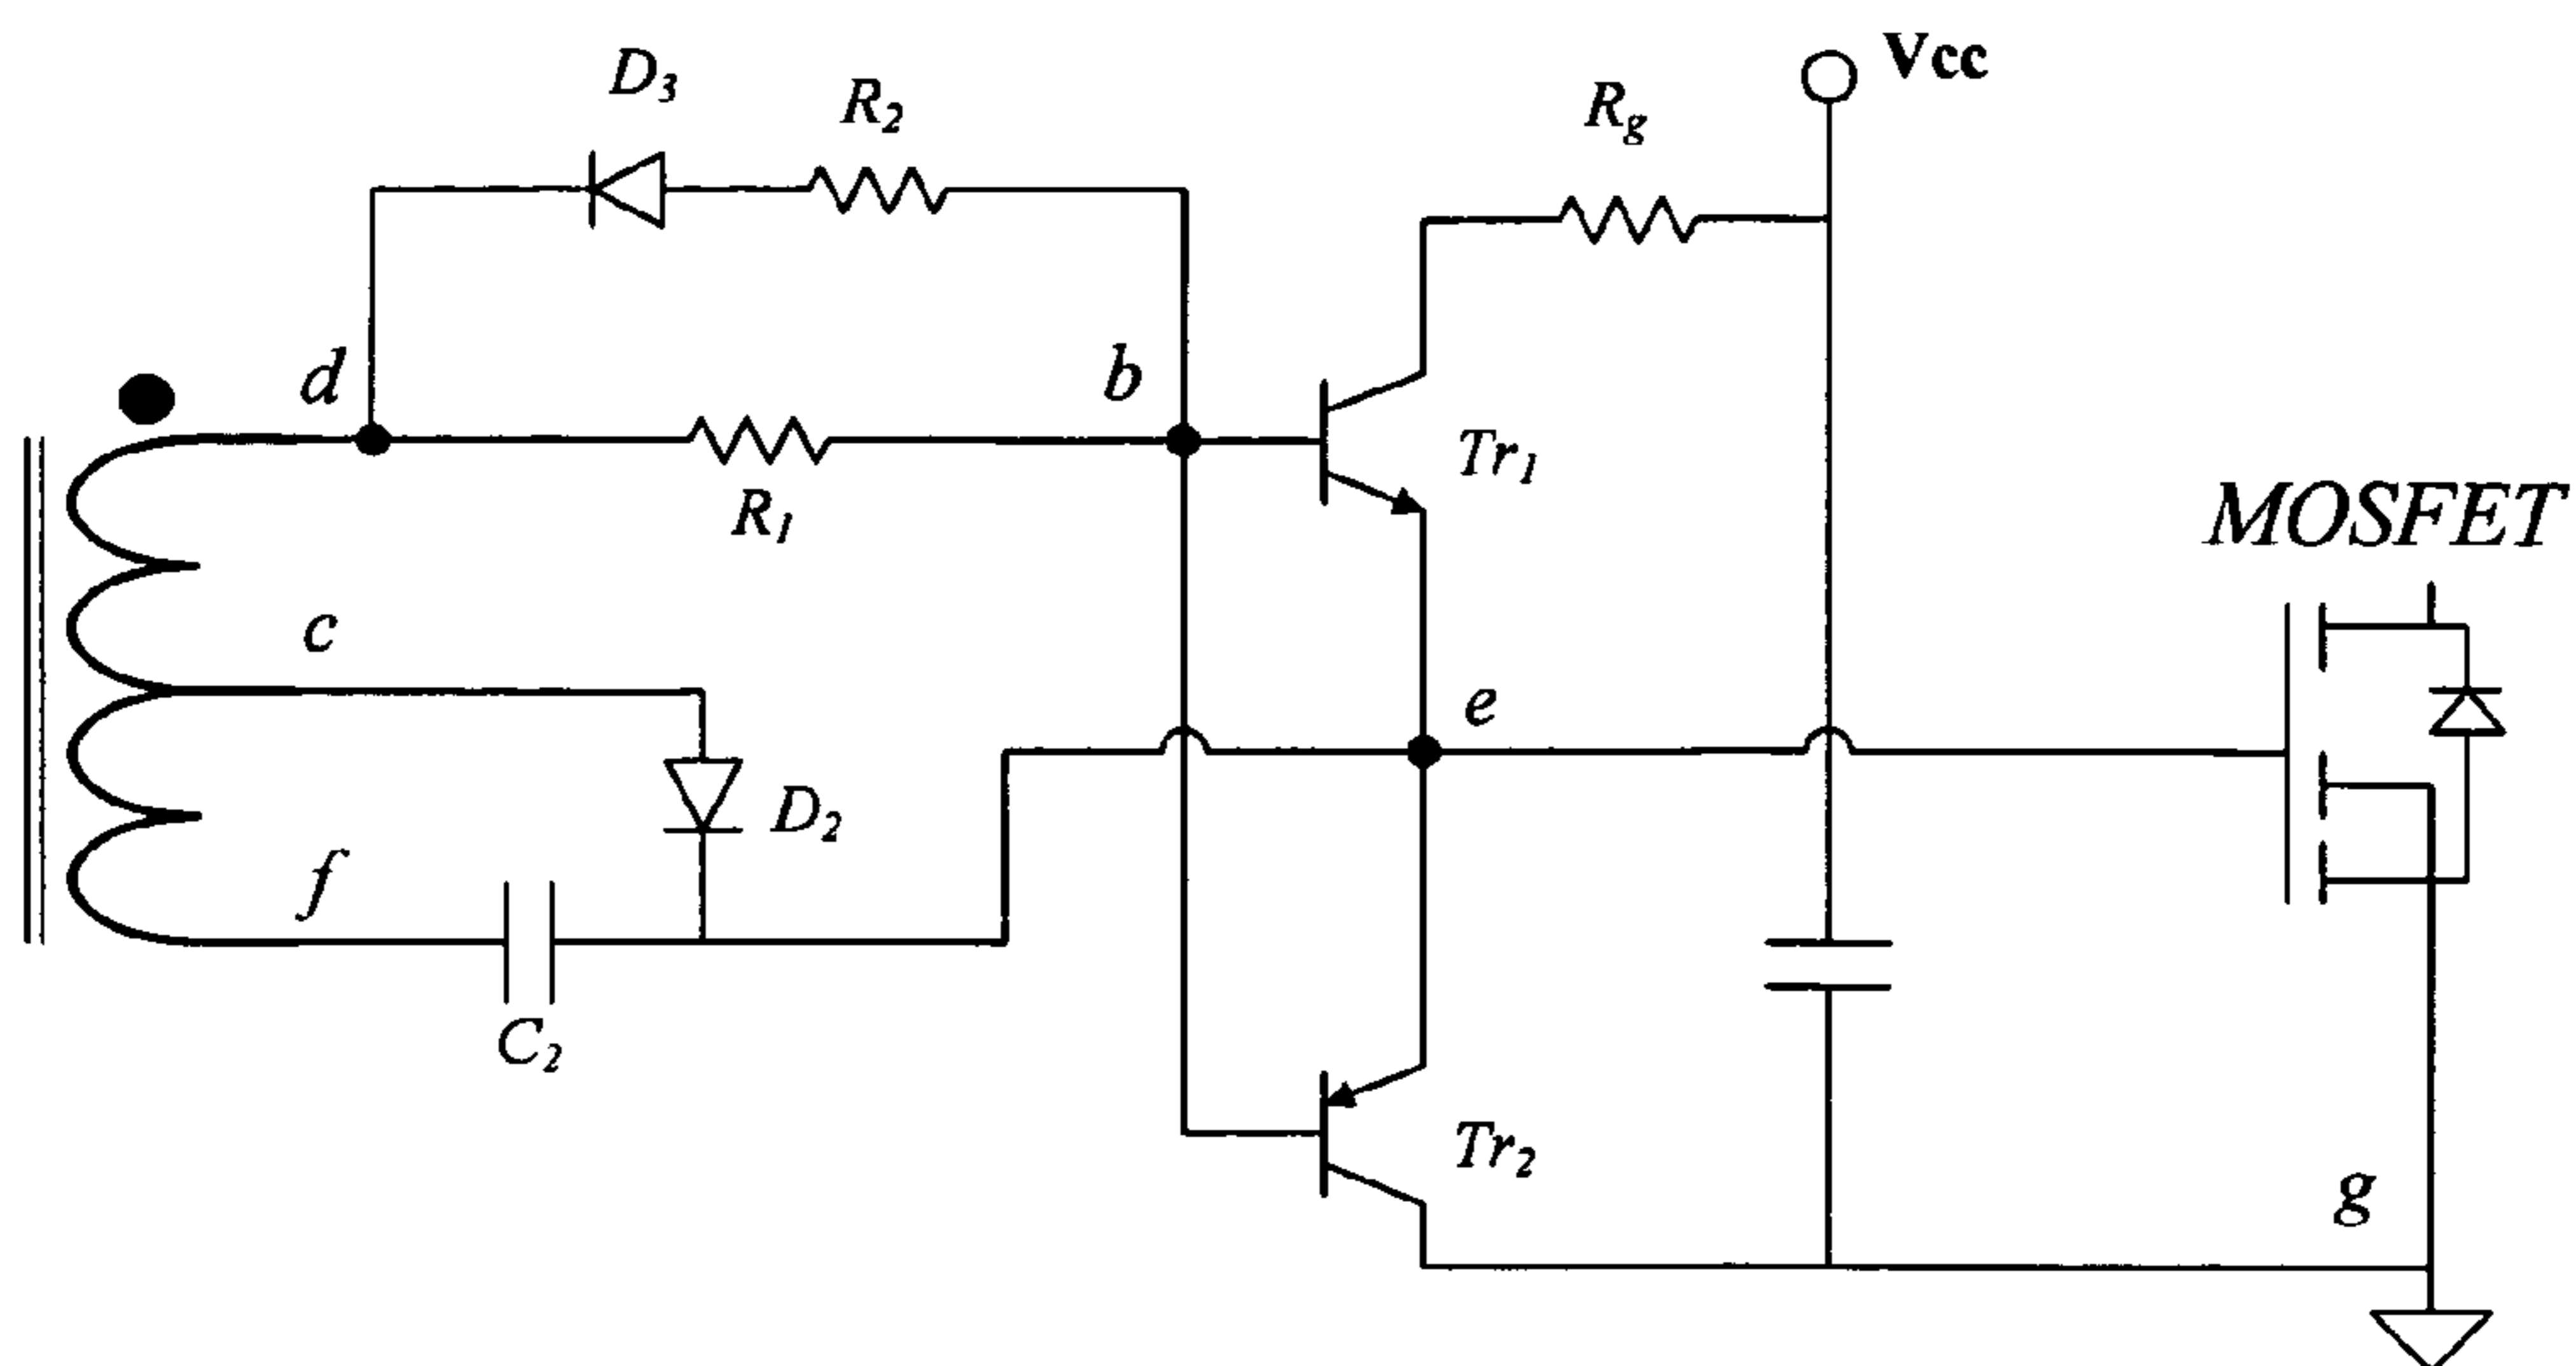 D₃
R₂
Rg
Vcc
d
b
R₁
Tr₁
MOSFET
c
e
D₂
f
C₂
Tr₂
g